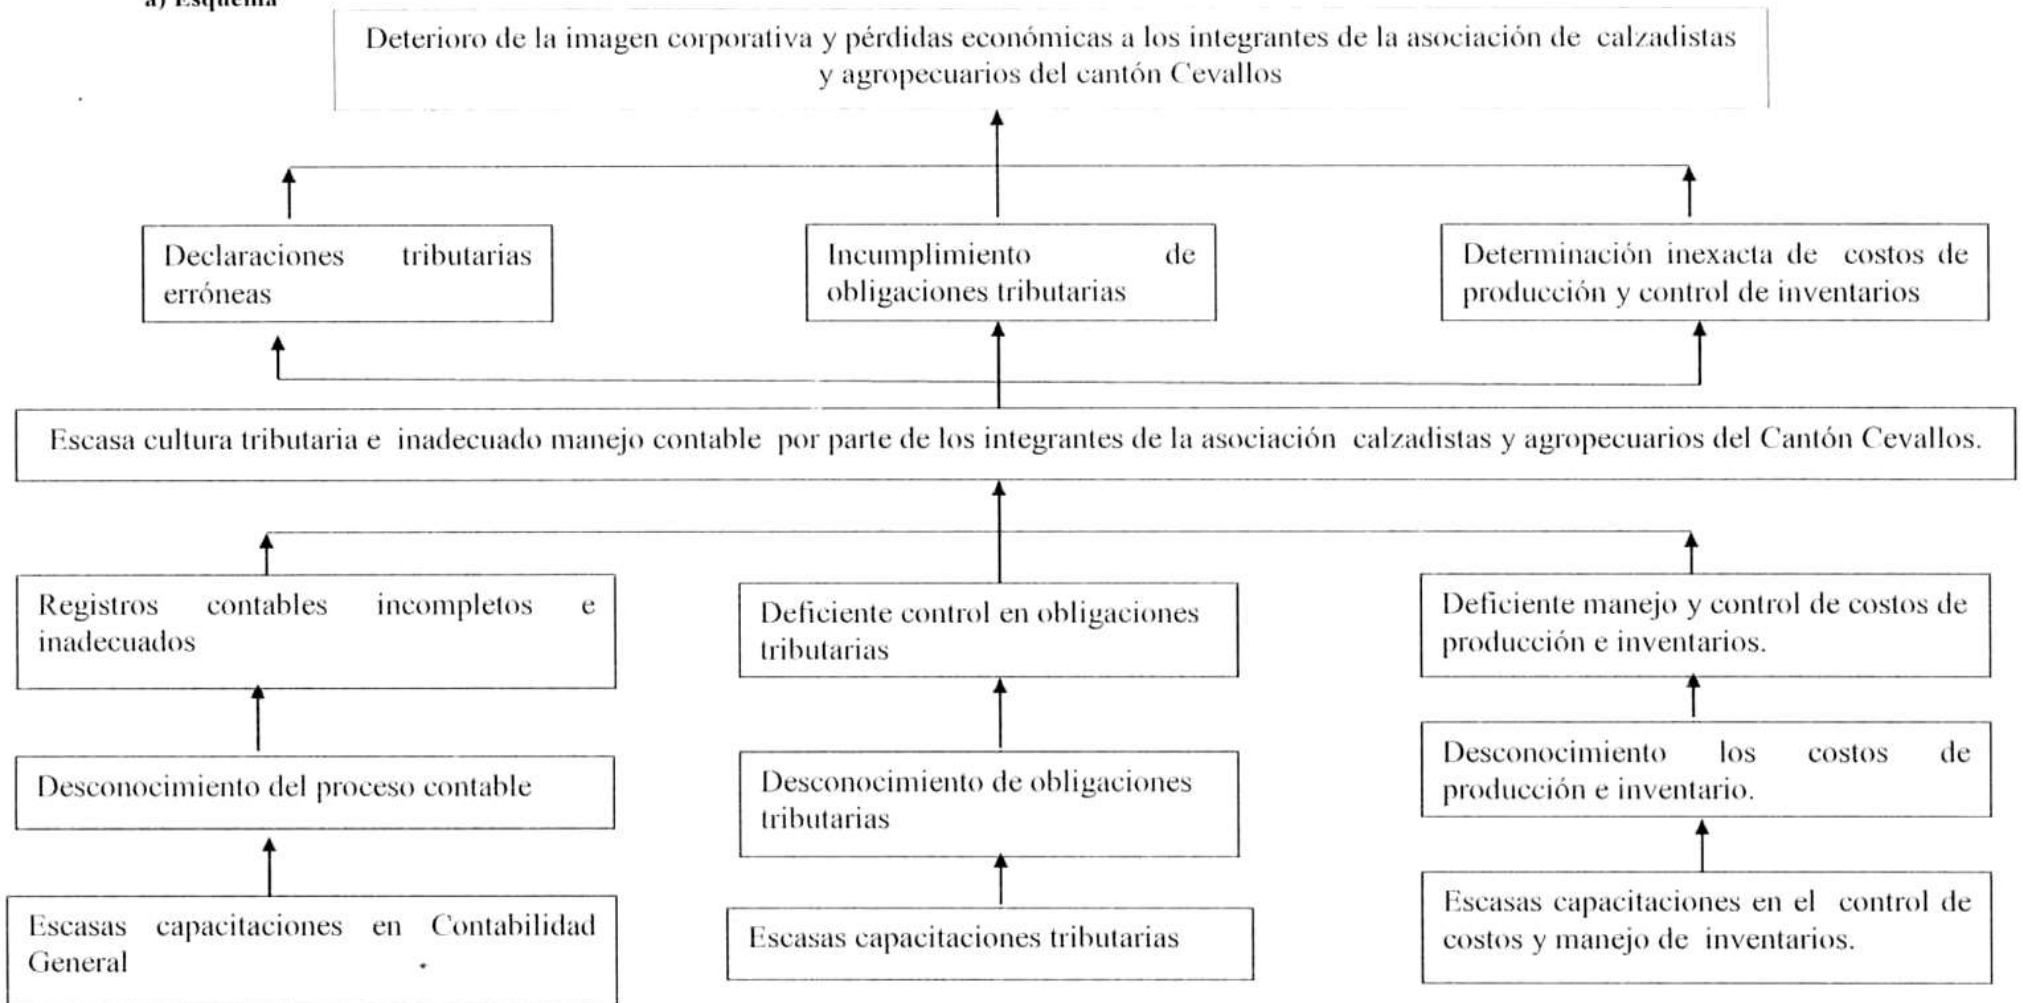 a) Esquema
Deterioro de la imagen corporativa y pérdidas económicas a los integrantes de la asociación de calzadistas
y agropecuarios del cantón Cevallos
Declaraciones tributarias
erróneas
Incumplimiento de
obligaciones tributarias
Determinación inexacta de costos de
producción y control de inventarios
Escasa cultura tributaria e inadecuado manejo contable por parte de los integrantes de la asociación calzadistas y agropecuarios del Cantón Cevallos.
Registros contables incompletos e
inadecuados
Deficiente control en obligaciones
tributarias
Deficiente manejo y control de costos de
producción e inventarios.
Desconocimiento del proceso contable
Desconocimiento de obligaciones
tributarias
Desconocimiento los costos de
producción e inventario.
Escasas capacitaciones en Contabilidad
General
Escasas capacitaciones tributarias
Escasas capacitaciones en el control de
costos y manejo de inventarios.